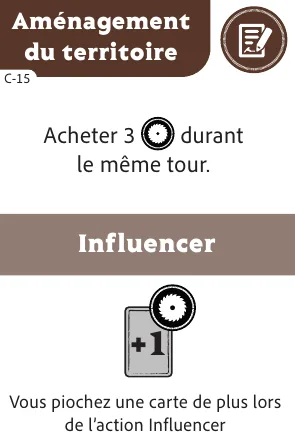 Aménagement
du territoire
C-15
Acheter 3 durant
le même tour.
Influencer
+1
Vous piochez une carte de plus lors
de l'action Influencer